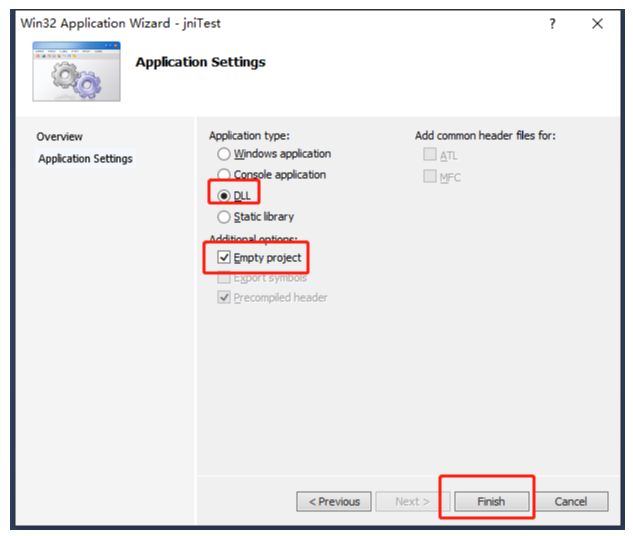 Win32 Application Wizard - jniTest
Application Settings
Overview
Application Settings
Application type:
Windows application
Console application
DLL
Static library
Additional options:
Empty project
Export symbols
Precompiled header
Add common header files for:
ATL
MFC
< Previous
Next >
Finish
Cancel